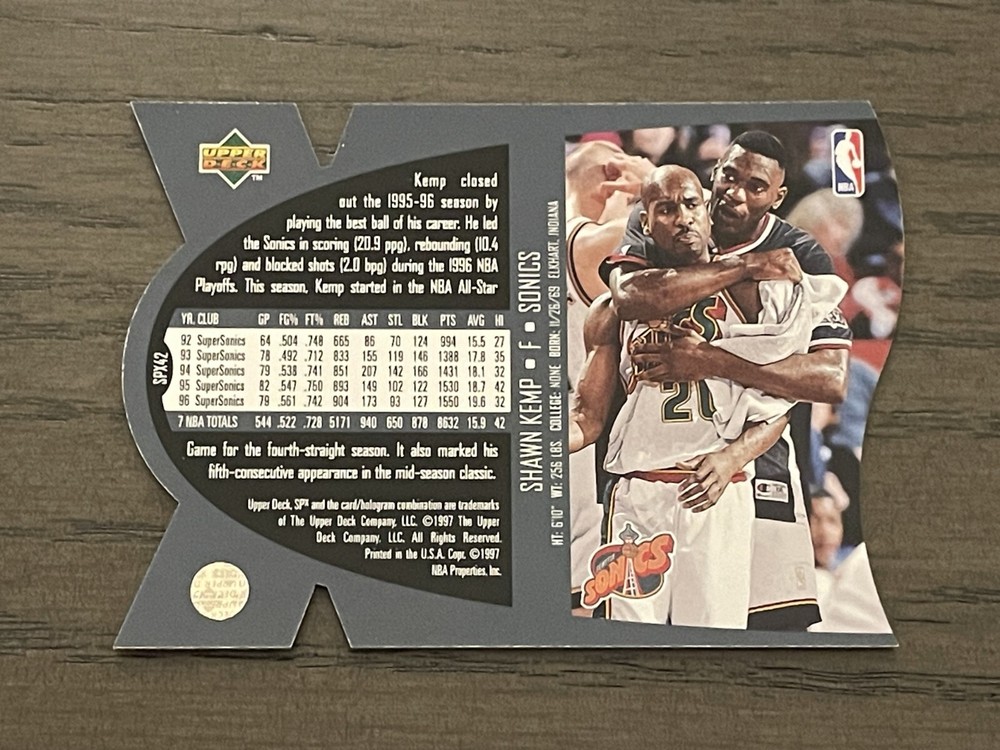 UPPER
DECK
TM
Kemp closed
out the 1995-96 season by
playing the best ball of his career. He led
the Sonics in scoring (20.9 ppg), rebounding (10.4
rpg) and blocked shots (2.0 bpg) during the 1996 NBA
Playoffs. This season, Kemp started in the NBA All-Star
YR. CLUB GP FG% FT% REB AST STL BLK PTS AVG HI
92 SuperSonics 64 .504 .748 665 86 70 124 994 15.5 27
93 SuperSonics 78 .492 .712 833 155 119 146 1388 17.8 35
94 SuperSonics 79 .538 .741 851 207 142 166 1431 18.1 32
95 SuperSonics 82 .547 .760 893 149 102 122 1530 18.7 42
96 SuperSonics 79 .561 .742 904 173 93 127 1550 19.6 32
7 NBA TOTALS 544 .522 .728 5171 940 650 878 8632 15.9 42
Game for the fourth-straight season. It also marked his
fifth-consecutive appearance in the mid-season classic.
Upper Deck, SPx and the card/hologram combination are trademarks
of The Upper Deck Company, LLC. ©1997 The Upper
Deck Company, LLC. All Rights Reserved.
Printed in the U.S.A. Copr. ©1997
NBA Properties, Inc.
SPX42
SHAWN KEMP • F • SONICS
HT: 6'10" WT: 256 LBS. COLLEGE: NONE BORN: 11/26/69 ELKHART, INDIANA
NBA
20
SONICS